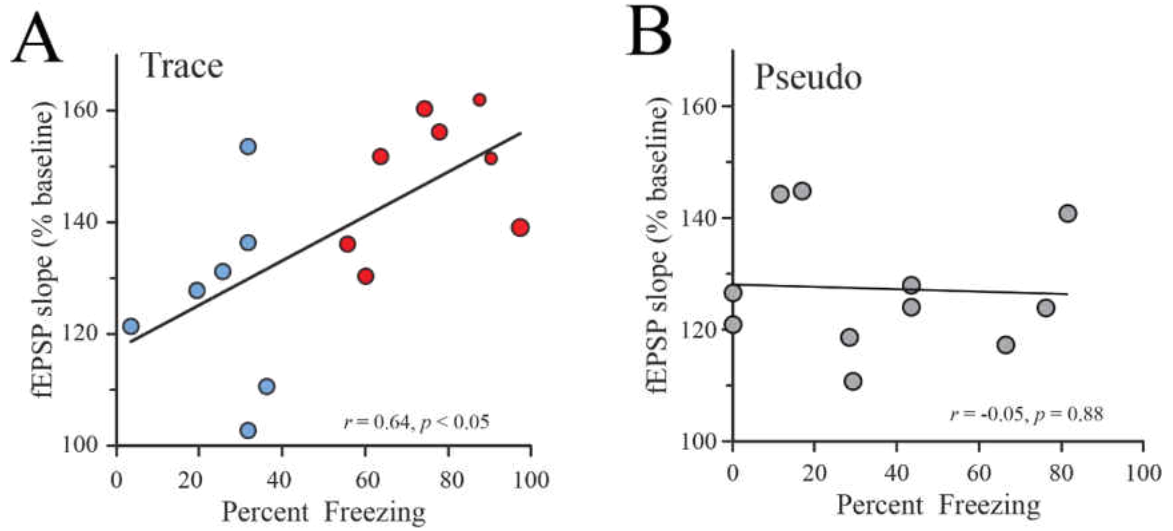 A
Trace
fEPSP slope (% baseline)
160
140
120
100
r = 0.64, p < 0.05
0 20 40 60 80 100
Percent Freezing
B
Pseudo
fEPSP slope (% baseline)
160
140
120
100
r = -0.05, p = 0.88
0 20 40 60 80 100
Percent Freezing